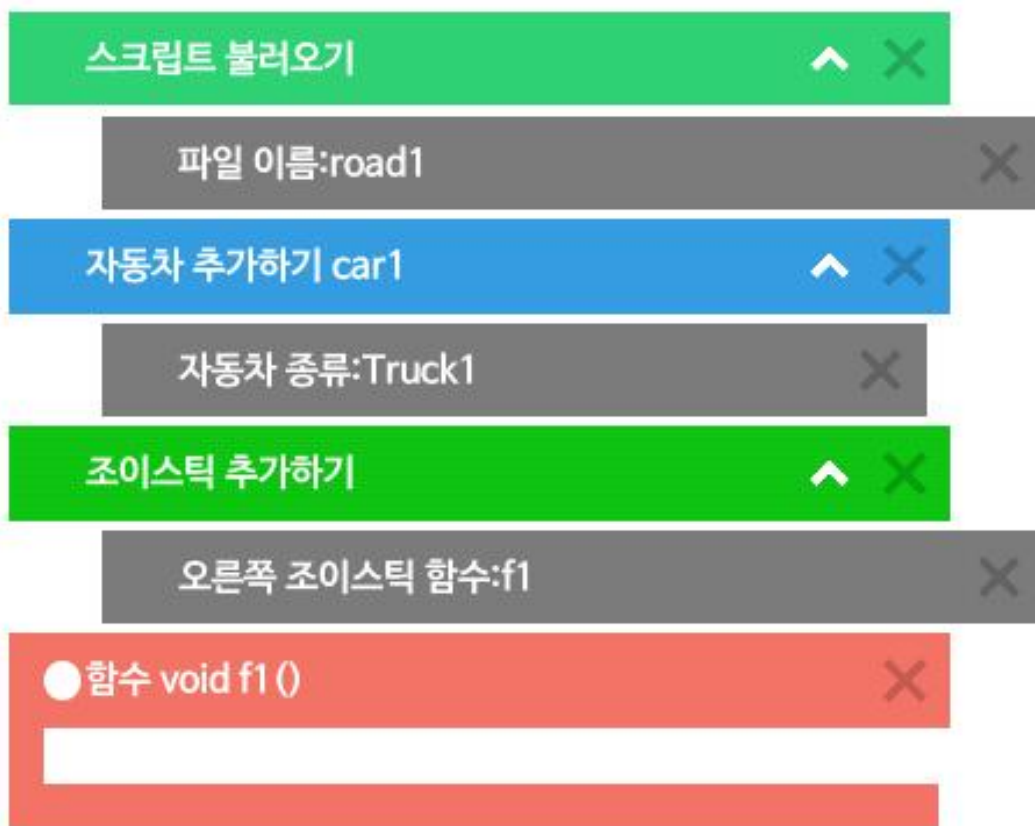 스크립트 불러오기
파일 이름:road1
자동차 추가하기 car1
자동차 종류:Truck1
조이스틱 추가하기
오른쪽 조이스틱 함수:f1
함수 void f1()